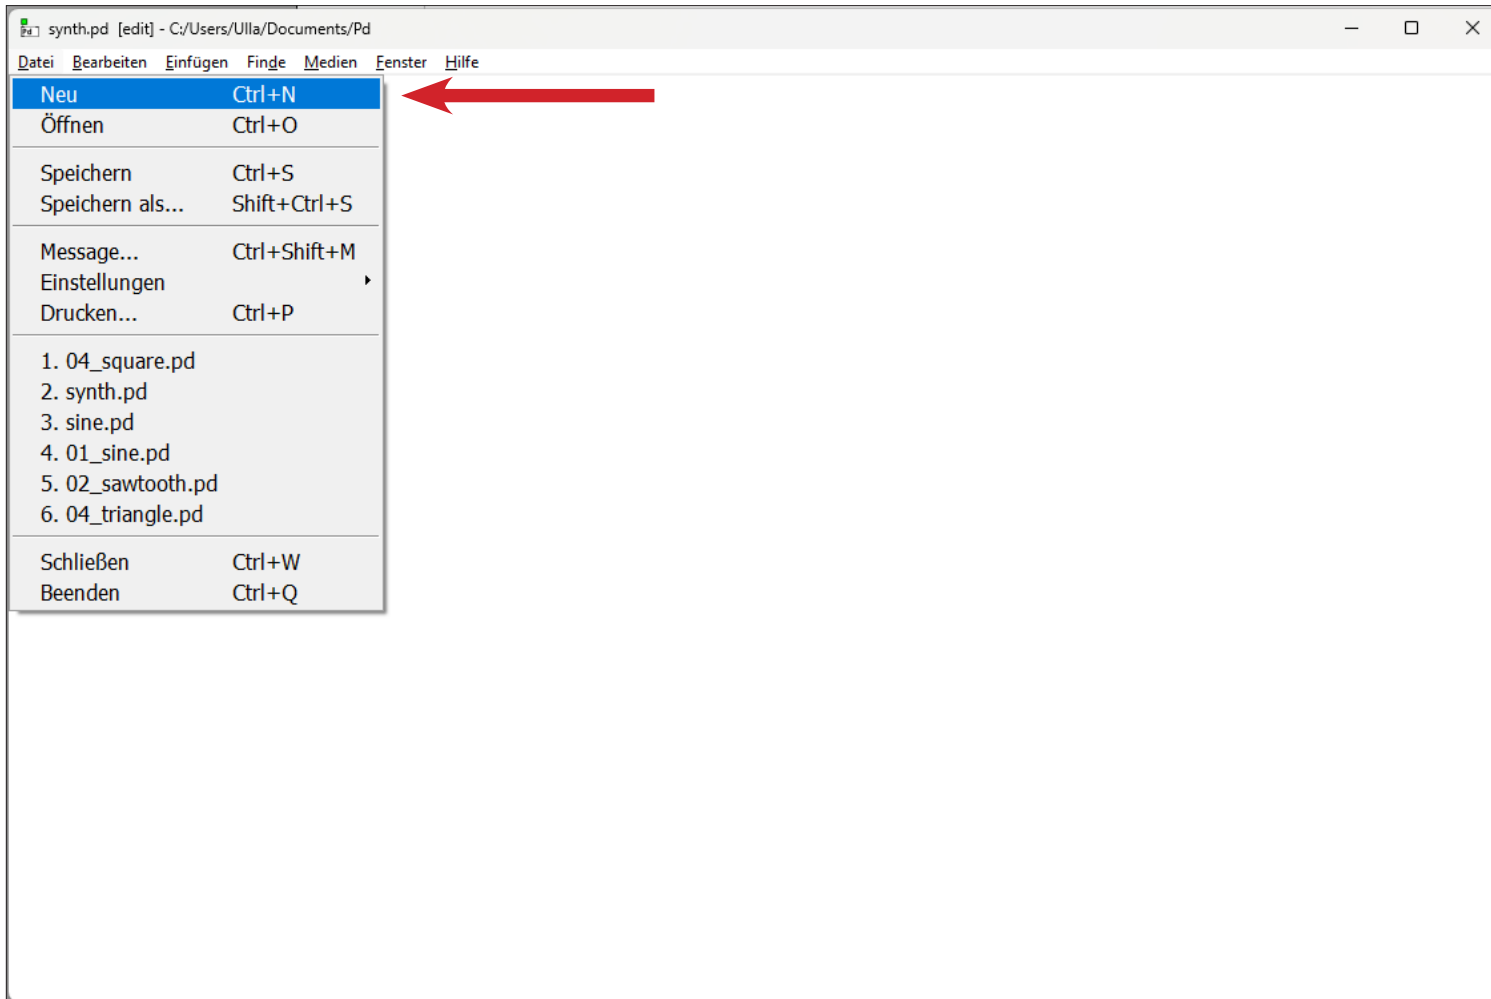 synth.pd [edit] - C:/Users/Ulla/Documents/Pd
Datei Bearbeiten Einfügen Finde Medien Fenster Hilfe
Neu Ctrl+N
Öffnen Ctrl+O
Speichern Ctrl+S
Speichern als... Shift+Ctrl+S
Message... Ctrl+Shift+M
Einstellungen
Drucken... Ctrl+P
1. 04_square.pd
2. synth.pd
3. sine.pd
4. 01_sine.pd
5. 02_sawtooth.pd
6. 04_triangle.pd
Schließen Ctrl+W
Beenden Ctrl+Q